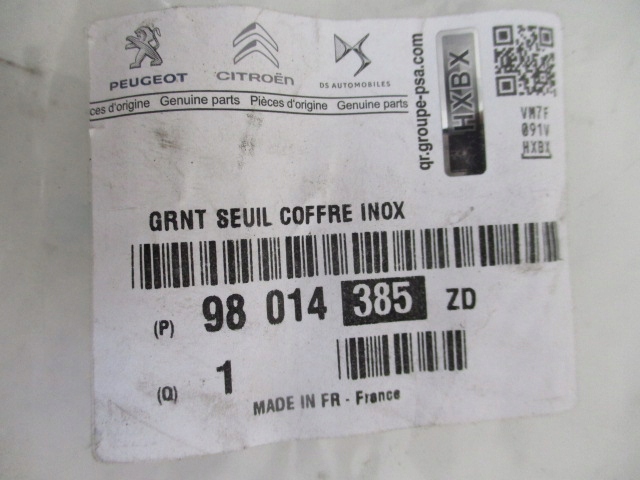 PEUGEOT
CITROËN
DS AUTOMOBILES
ces d'origine Genuine parts Pièces d'origine Genuine parts
qr.groupe-psa.com
HXBX
VM7F
091V
HXBX
GRNT SEUIL COFFRE INOX
(P) 98 014 385 ZD
(Q) 1
MADE IN FR - France